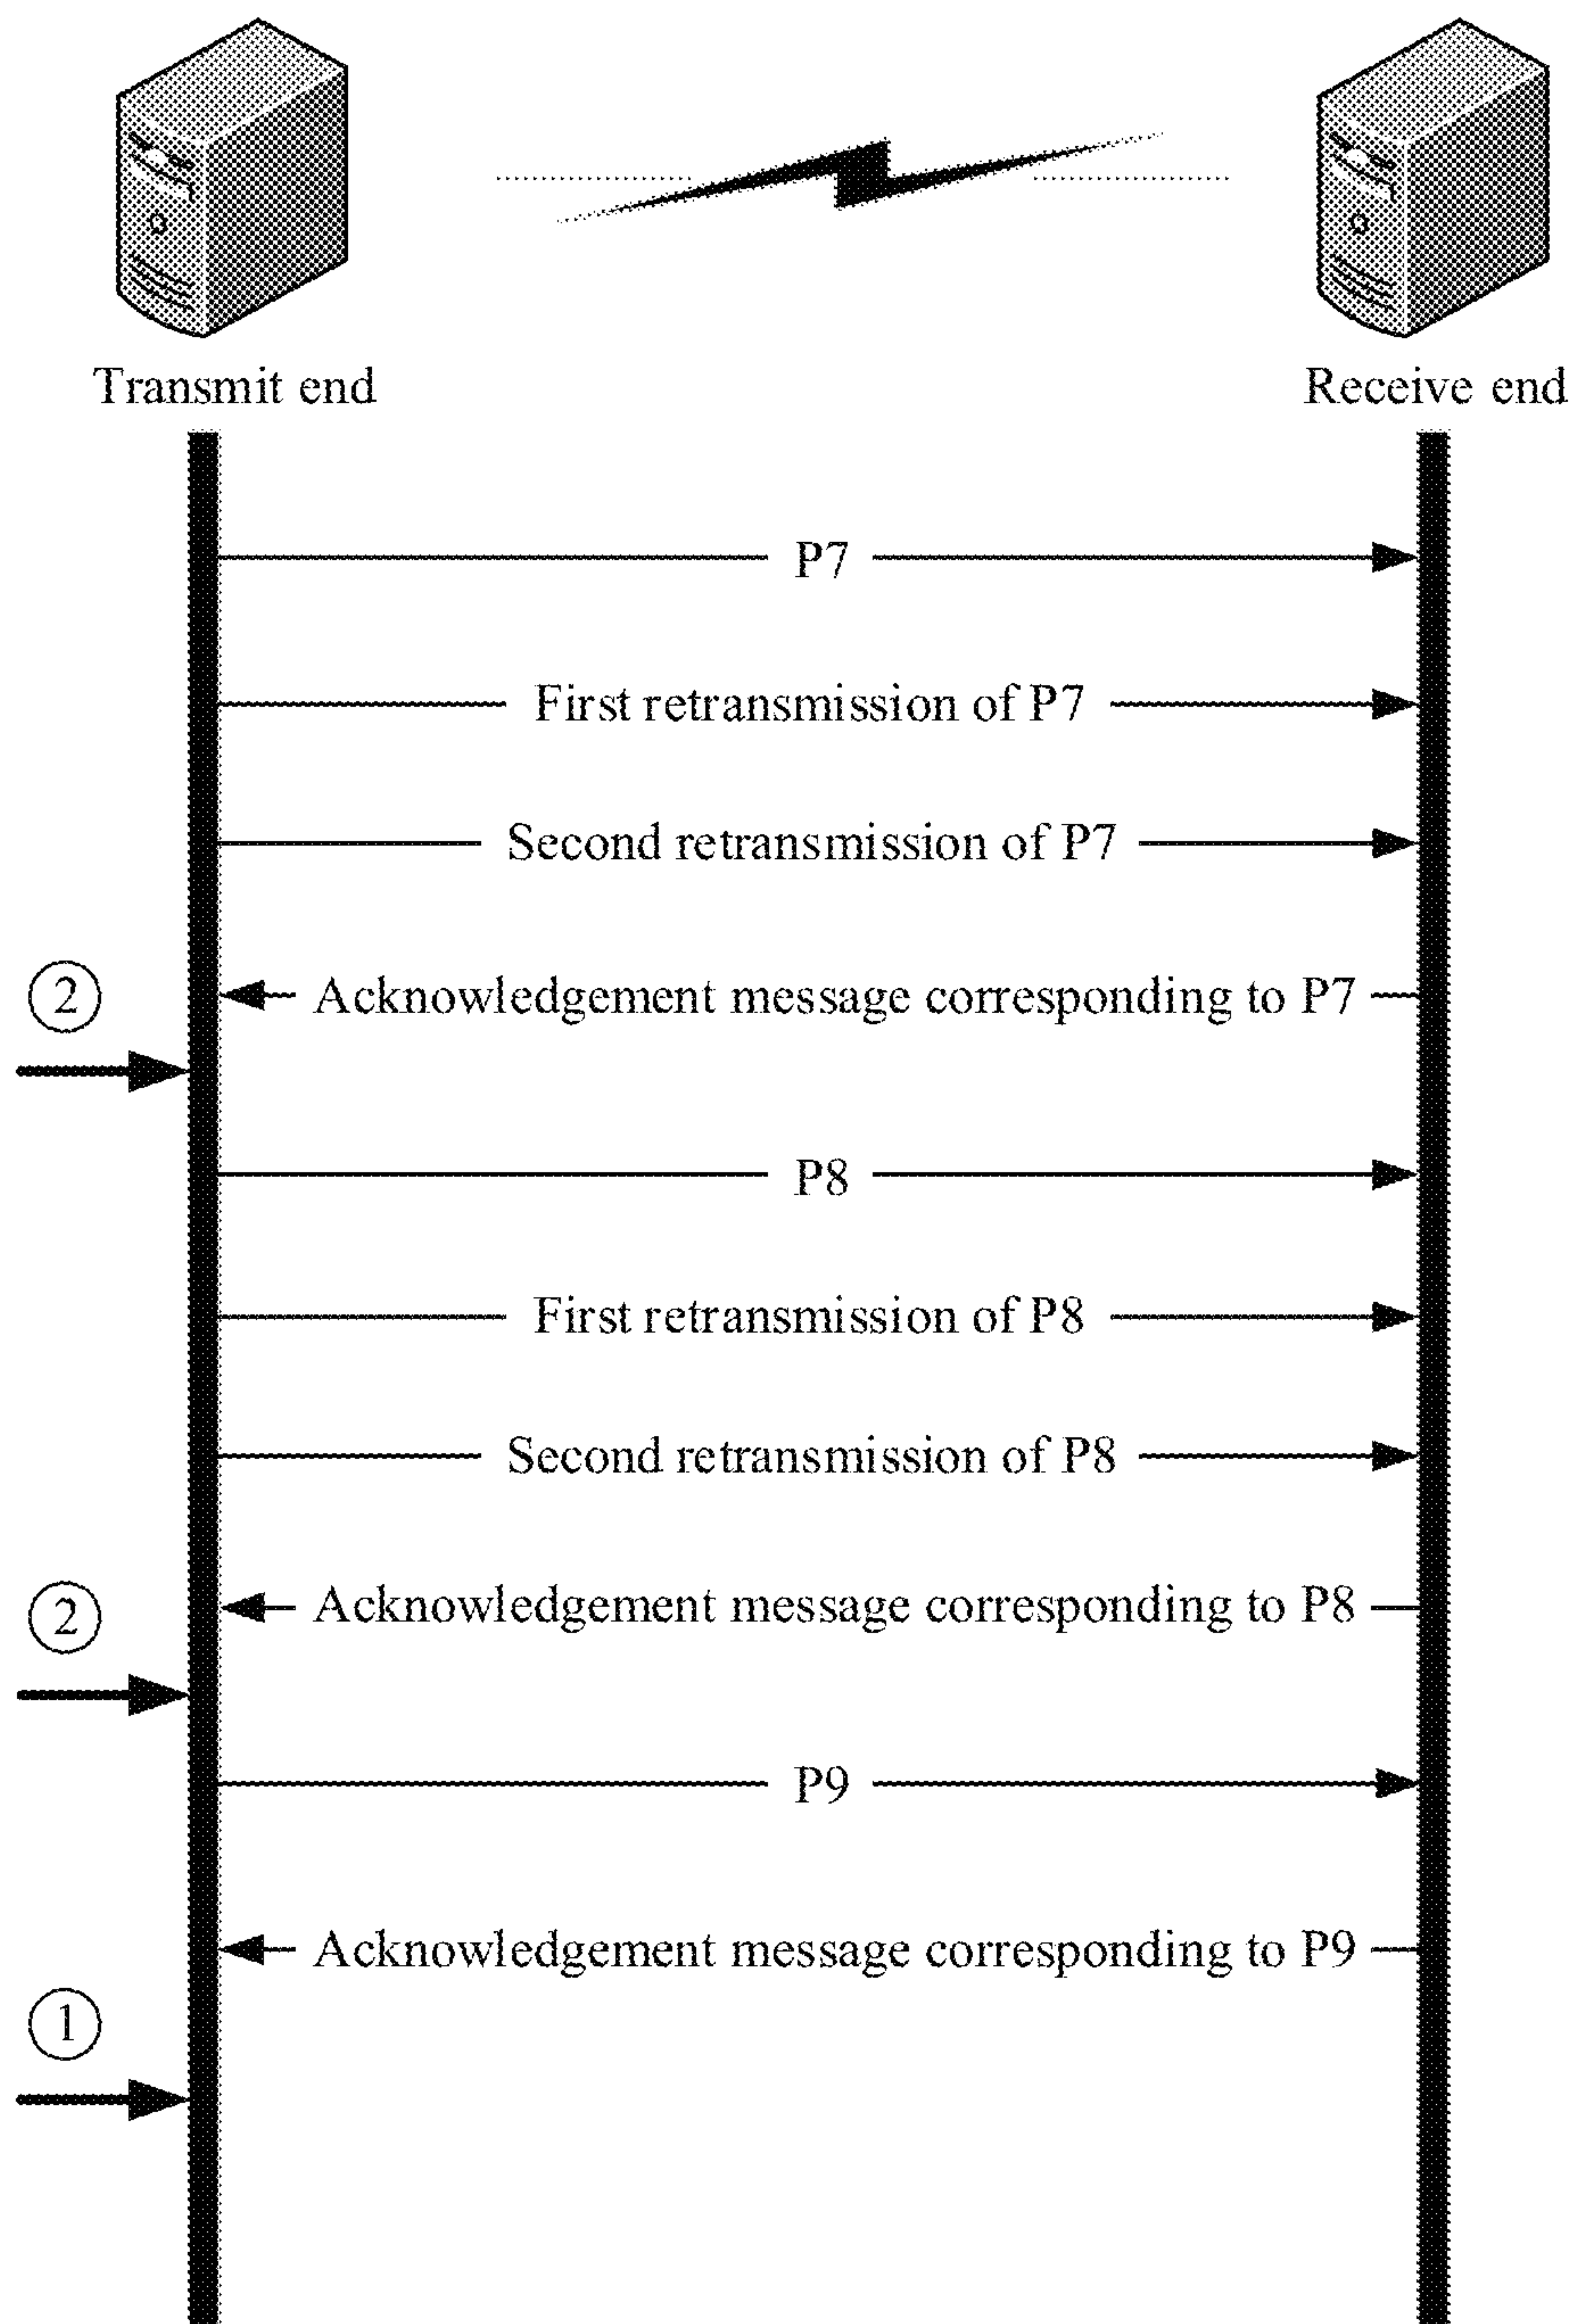 Transmit end
Receive end
P7
First retransmission of P7
Second retransmission of P7
② Acknowledgement message corresponding to P7
P8
First retransmission of P8
Second retransmission of P8
② Acknowledgement message corresponding to P8
P9
Acknowledgement message corresponding to P9
①